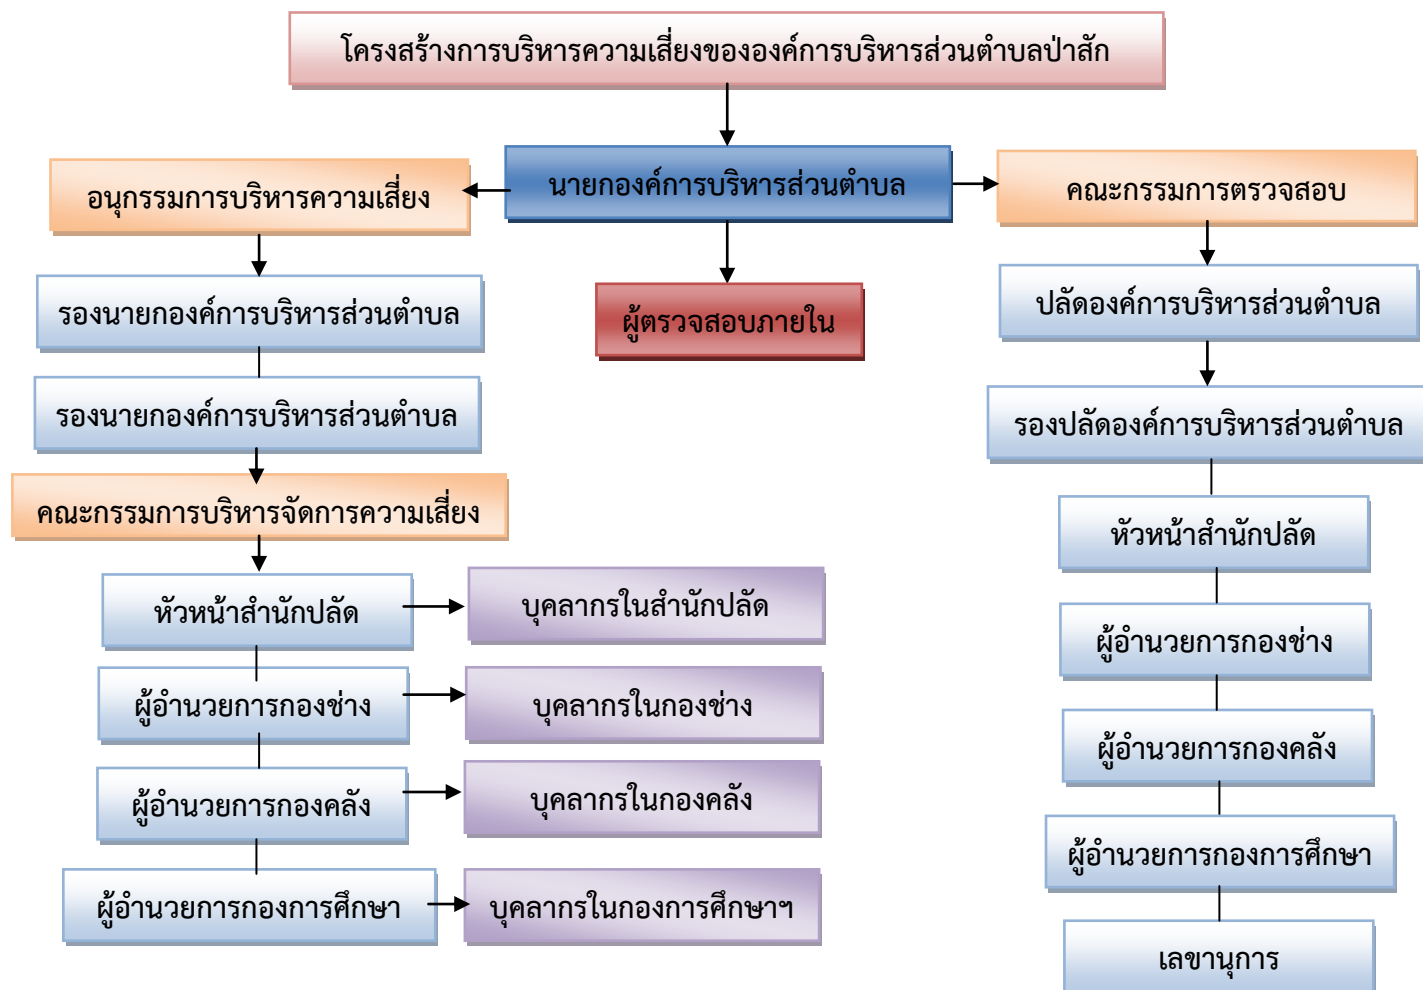 โครงสร้างการบริหารความเสี่ยงขององค์การบริหารส่วนตำบลป่าสัก
นายกองค์การบริหารส่วนตำบล
อนุกรรมการบริหารความเสี่ยง
รองนายกองค์การบริหารส่วนตำบล
รองนายกองค์การบริหารส่วนตำบล
คณะกรรมการบริหารจัดการความเสี่ยง
หัวหน้าสำนักปลัด
บุคลากรในสำนักปลัด
ผู้อำนวยการกองช่าง
บุคลากรในกองช่าง
ผู้อำนวยการกองคลัง
บุคลากรในกองคลัง
ผู้อำนวยการกองการศึกษา
บุคลากรในกองการศึกษาฯ
ผู้ตรวจสอบภายใน
คณะกรรมการตรวจสอบ
ปลัดองค์การบริหารส่วนตำบล
รองปลัดองค์การบริหารส่วนตำบล
หัวหน้าสำนักปลัด
ผู้อำนวยการกองช่าง
ผู้อำนวยการกองคลัง
ผู้อำนวยการกองการศึกษา
เลขานุการ